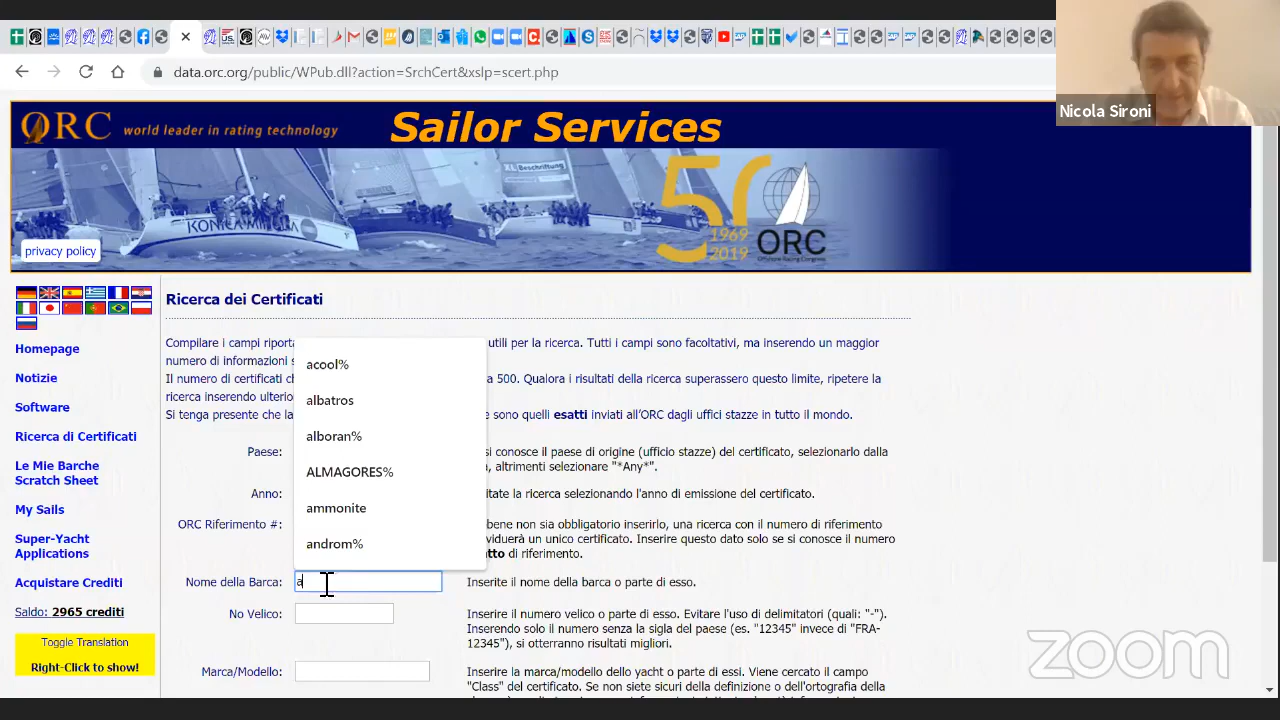 data.orc.org/public/WPub.dll?action=SrchCert&xslp=scert.php
Nicola Sironi
ORC world leader in rating technology
Sailor Services
50
1969
2019
ORC
Offshore Racing Congress
KONICA MINOLTA
privacy policy
Homepage
Notizie
Software
Ricerca di Certificati
Le Mie Barche
Scratch Sheet
My Sails
Super-Yacht
Applications
Acquistare Crediti
Saldo: 2965 crediti
Toggle Translation
Right-Click to show!
Ricerca dei Certificati
Compilare i campi riporta utili per la ricerca. Tutti i campi sono facoltativi, ma inserendo un maggior
numero di informazioni s
Il numero di certificati ch a 500. Qualora i risultati della ricerca superassero questo limite, ripetere la
ricerca inserendo ulterio
Si tenga presente che la e sono quelli esatti inviati all'ORC dagli uffici stazze in tutto il mondo.
acool%
albatros
alboran%
ALMAGORES%
ammonite
androm%
Paese: si conosce il paese di origine (ufficio stazze) del certificato, selezionarlo dalla
a, altrimenti selezionare "*Any*".
Anno: itate la ricerca selezionando l'anno di emissione del certificato.
ORC Riferimento #: bene non sia obbligatorio inserirlo, una ricerca con il numero di riferimento
ividuerà un unico certificato. Inserire questo dato solo se si conosce il numero
atto di riferimento.
Nome della Barca: a Inserite il nome della barca o parte di esso.
No Velico: Inserire il numero velico o parte di esso. Evitare l'uso di delimitatori (quali: "-").
Inserendo solo il numero senza la sigla del paese (es. "12345" invece di "FRA-
12345"), si otterranno risultati migliori.
Marca/Modello: Inserire la marca/modello dello yacht o parte di essi. Viene cercato il campo
"Class" del certificato. Se non siete sicuri della definizione o dell'ortografia della
zoom